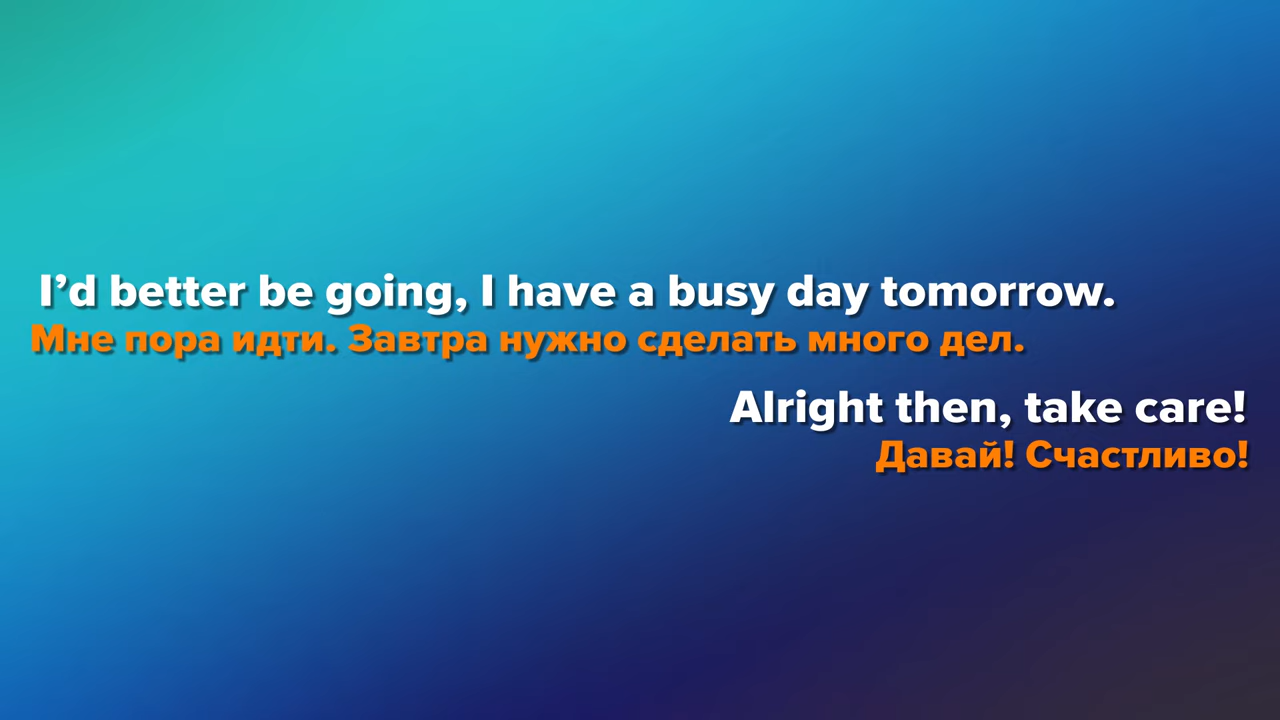 I’d better be going, I have a busy day tomorrow.
Мне пора идти. Завтра нужно сделать много дел.
Alright then, take care!
Давай! Счастливо!